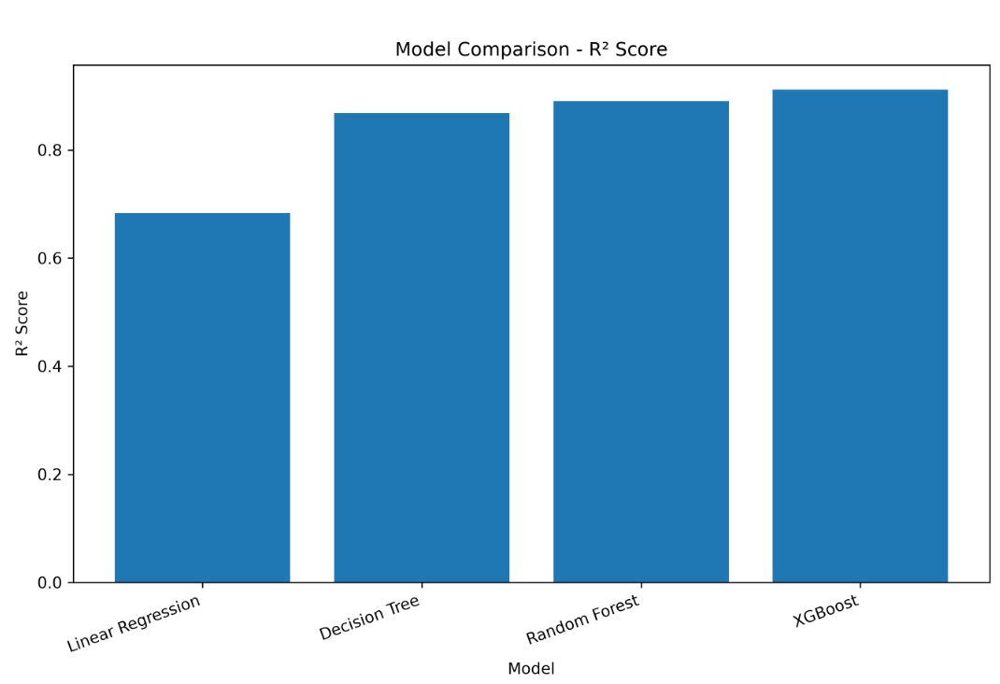 Model Comparison - R² Score
R² Score
0.8
0.6
0.4
0.2
0.0
Linear Regression
Decision Tree
Random Forest
XGBoost
Model